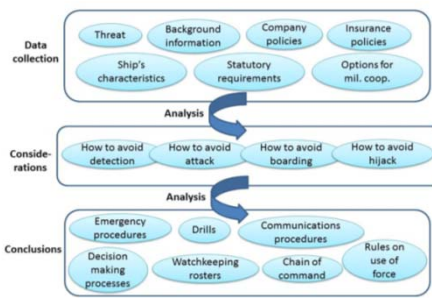 Data
collection
Threat
Background
information
Company
policies
Insurance
policies
Ship's
characteristics
Statutory
requirements
Options for
mil. coop.
Analysis
Conside-
rations
How to avoid
detection
How to avoid
attack
How to avoid
boarding
How to avoid
hijack
Analysis
Conclusions
Emergency
procedures
Drills
Communications
procedures
Decision
making
processes
Watchkeeping
rosters
Chain of
command
Rules on
use of
force